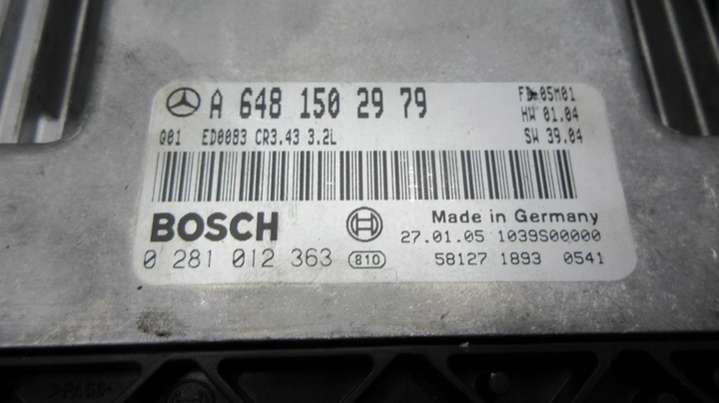 A 648 150 29 79
FD:05M01
HW 01.04
G01 ED0083 CR3.43 3.2L
SW 39.04
BOSCH
Made in Germany
27.01.05 1039S00000
0 281 012 363 810
58127 1893 0541